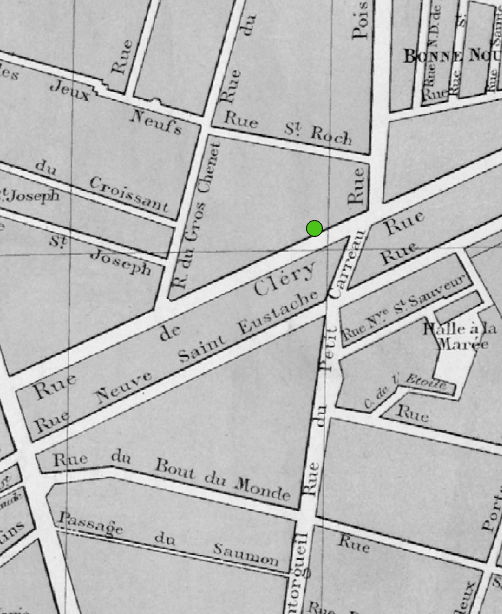 Rue
Rue du
Pois
Rue
BONNE NOU
Rue N.D. de
Rue St
Rue
Rue
Jeux Neufs
Rue St Roch
du Croissant
St Joseph
St Joseph
R. du Gros Chenet
Rue de Cléry
Rue
Rue Neuve Saint Eustache
Rue
Rue du Petit Carreau
Rue Nve St Sauveur
Halle à la
Marée
C. de l'Etoile
Rue
Rue du Bout du Monde
Rue
Passage du Saumon
Rue